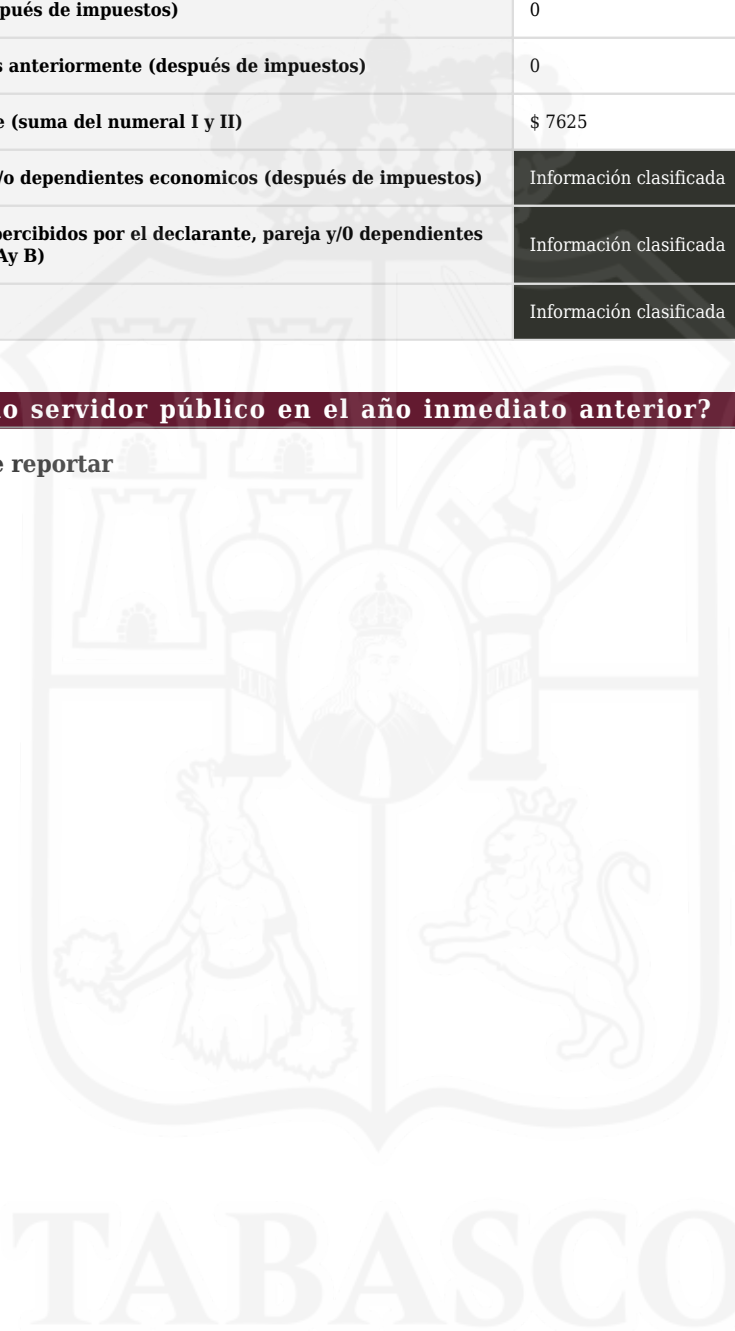 pués de impuestos) 0
s anteriormente (después de impuestos) 0
e (suma del numeral I y II) $ 7625
/o dependientes economicos (después de impuestos) Información clasificada
percibidos por el declarante, pareja y/0 dependientes
Ay B) Información clasificada
Información clasificada
o servidor público en el año inmediato anterior?
e reportar
PLUS ULTRA
TABASCO